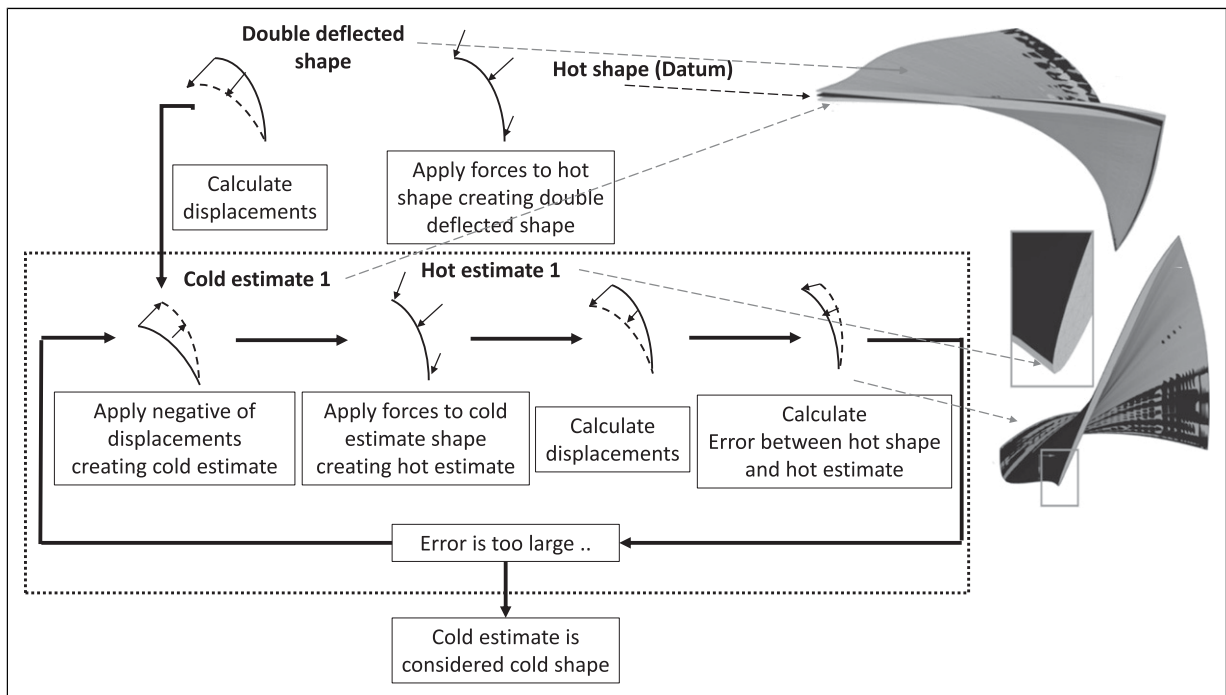 Double deflected
shape
Hot shape (Datum)
Calculate
displacements
Apply forces to hot
shape creating double
deflected shape
Cold estimate 1
Hot estimate 1
Apply negative of
displacements
creating cold estimate
Apply forces to cold
estimate shape
creating hot estimate
Calculate
displacements
Calculate
Error between hot shape
and hot estimate
Error is too large ..
Cold estimate is
considered cold shape